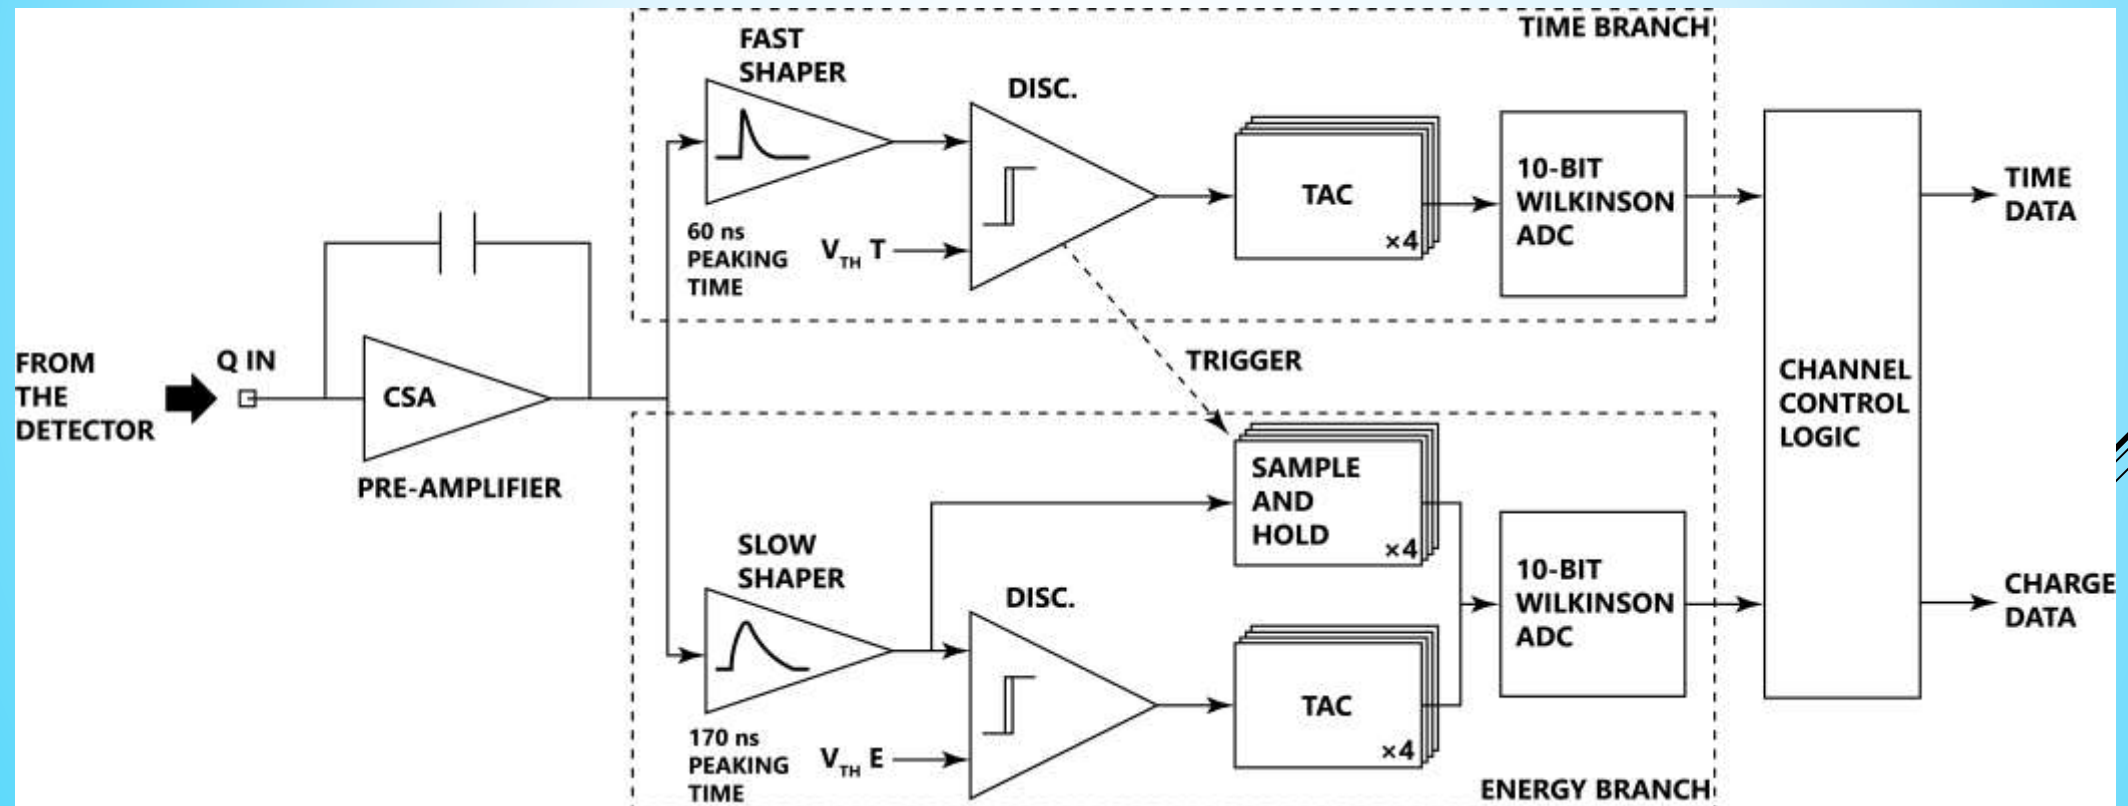 TIME BRANCH
FAST
SHAPER
DISC.
TAC
×4
10-BIT
WILKINSON
ADC
60 ns
PEAKING
TIME
V_TH T
TIME
DATA
FROM
THE
DETECTOR
Q IN
CSA
PRE-AMPLIFIER
TRIGGER
CHANNEL
CONTROL
LOGIC
SAMPLE
AND
HOLD
×4
SLOW
SHAPER
DISC.
TAC
×4
10-BIT
WILKINSON
ADC
170 ns
PEAKING
TIME
V_TH E
CHARGE
DATA
ENERGY BRANCH